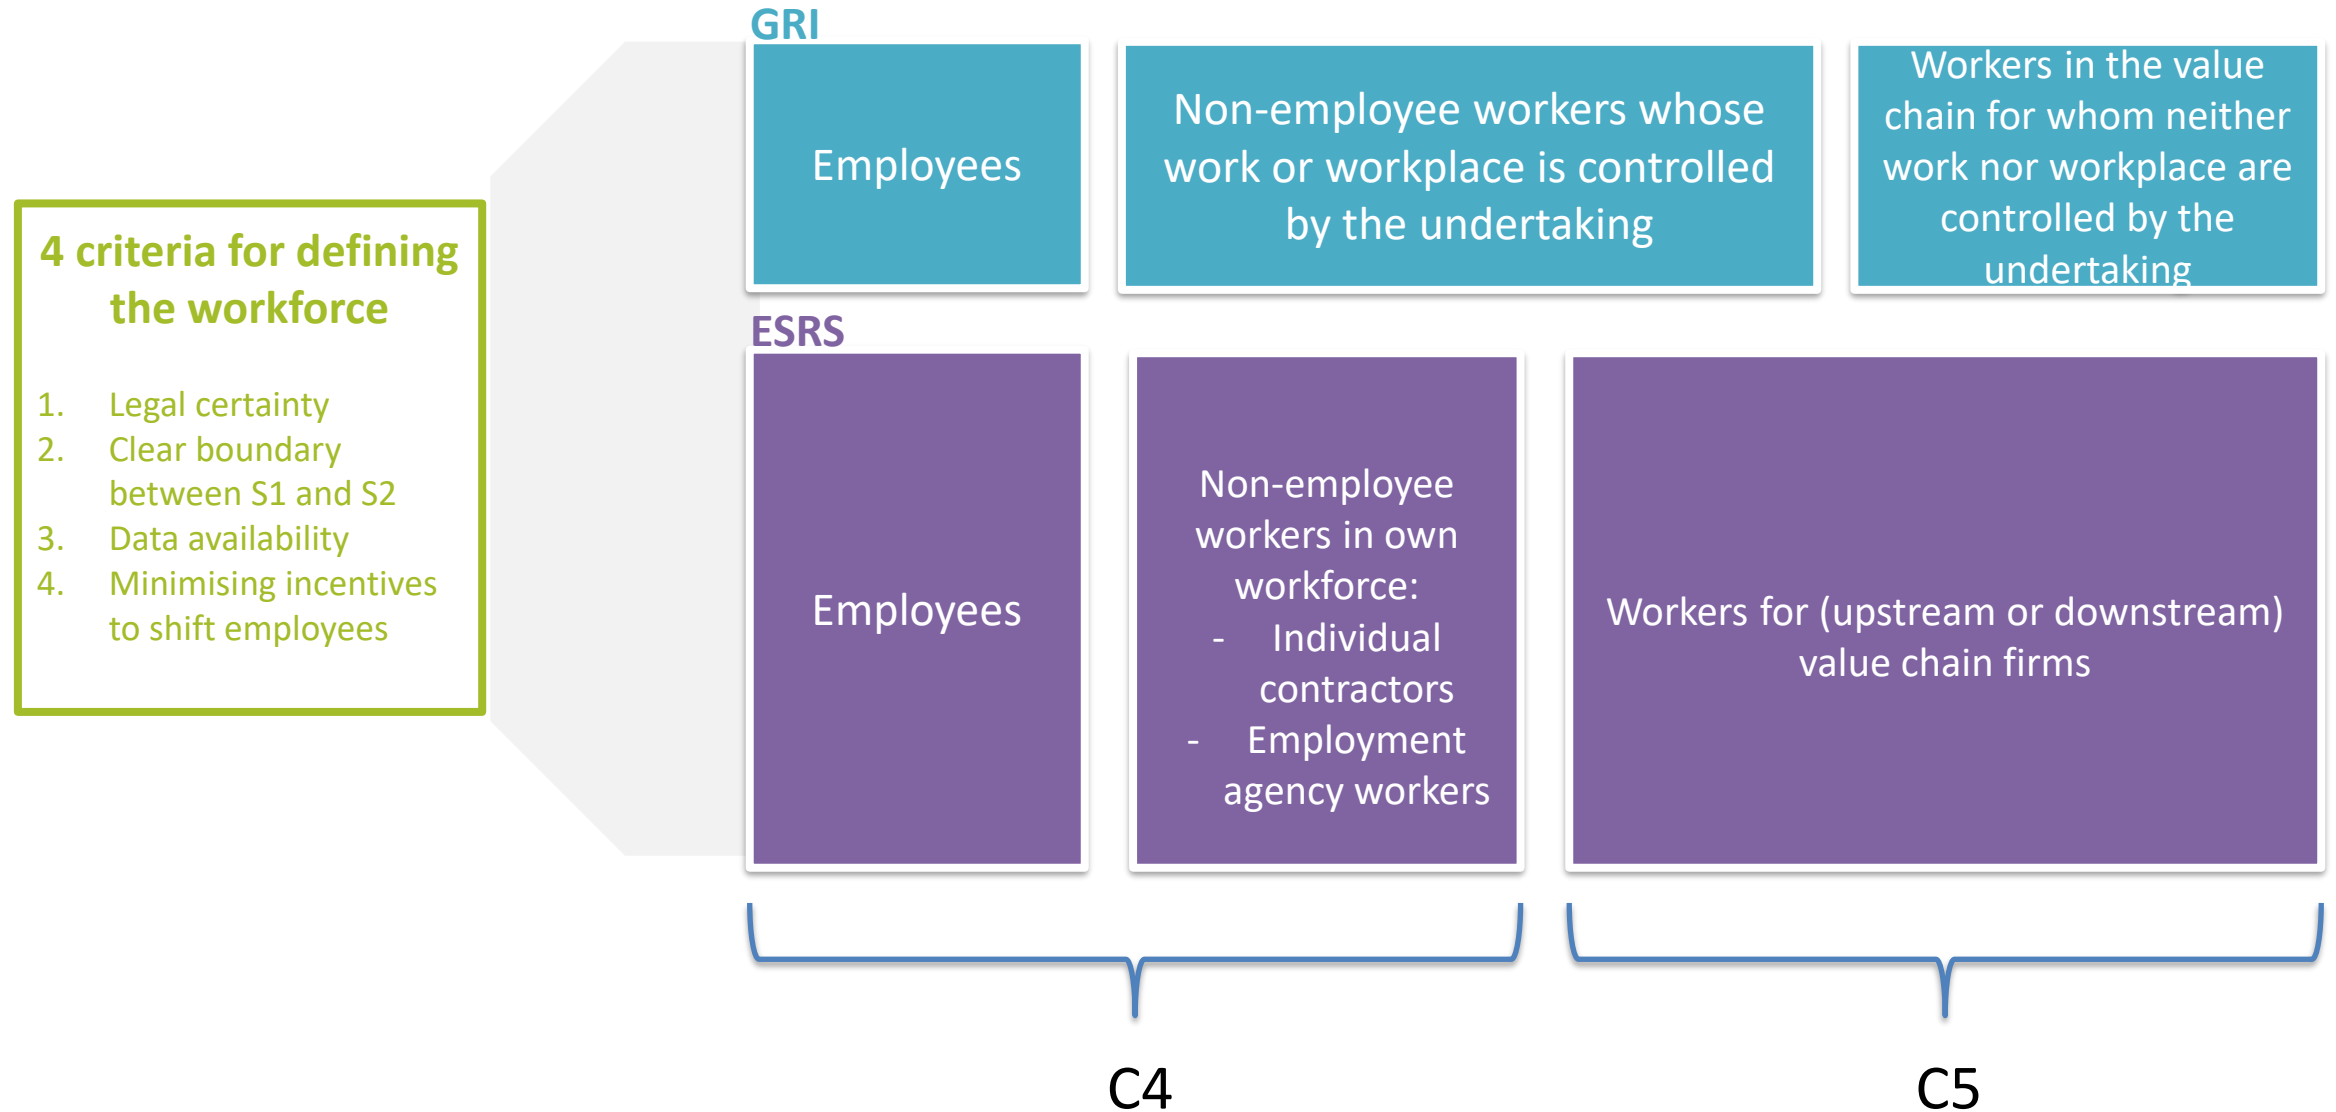 4 criteria for defining
the workforce
1. Legal certainty
2. Clear boundary
between S1 and S2
3. Data availability
4. Minimising incentives
to shift employees
GRI
Employees
Non-employee workers whose
work or workplace is controlled
by the undertaking
Workers in the value
chain for whom neither
work nor workplace are
controlled by the
undertaking
ESRS
Employees
Non-employee
workers in own
workforce:
- Individual
contractors
- Employment
agency workers
Workers for (upstream or downstream)
value chain firms
C4
C5